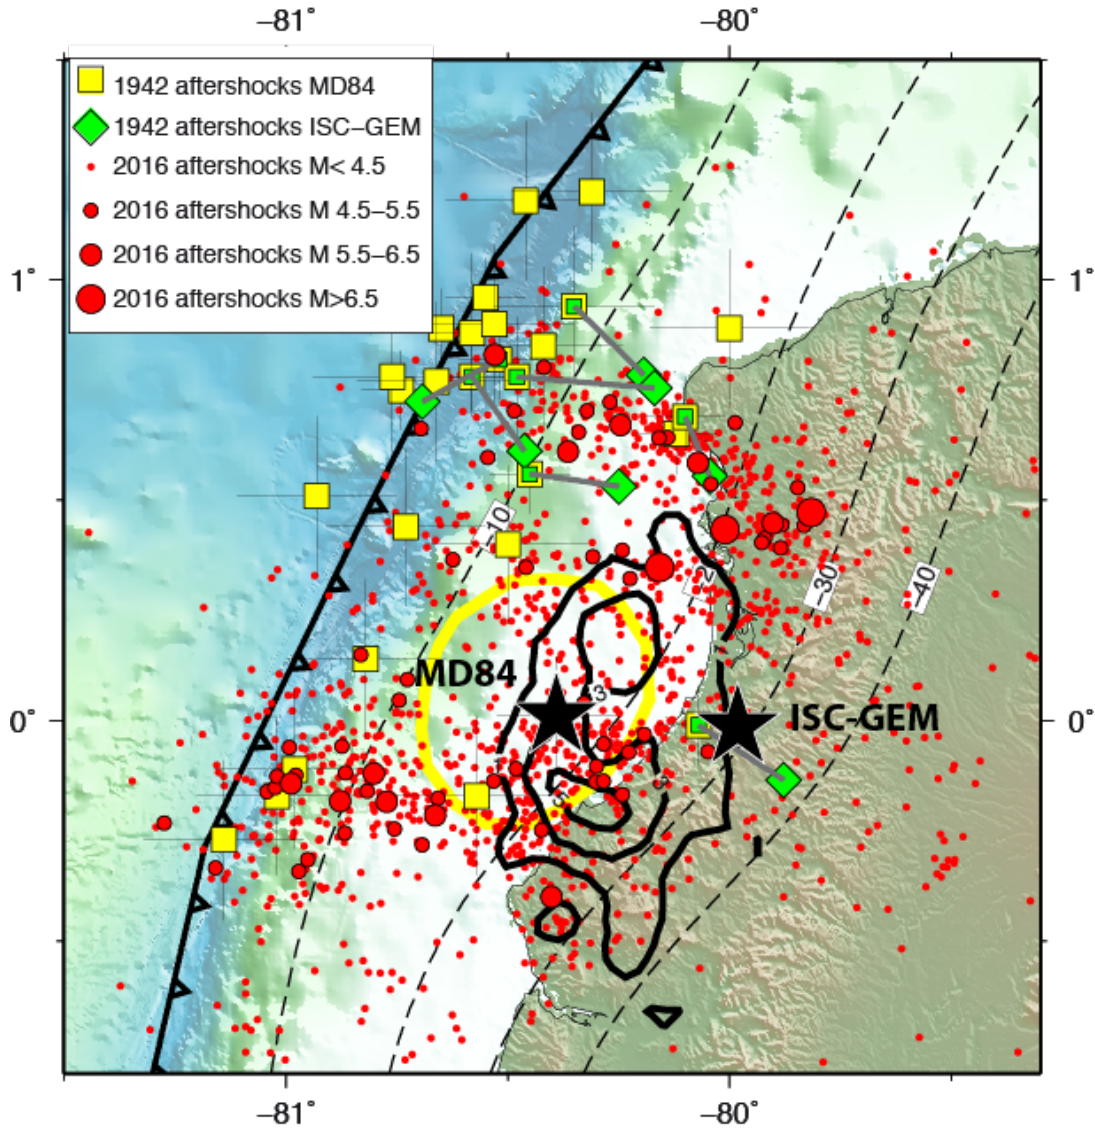 −81˚ −80˚
1942 aftershocks MD84
1942 aftershocks ISC−GEM
2016 aftershocks M< 4.5
2016 aftershocks M 4.5−5.5
2016 aftershocks M 5.5−6.5
2016 aftershocks M>6.5
1˚ 1˚
−10
−30 −40
MD84
3
0˚ ISC-GEM 0˚
−81˚ −80˚